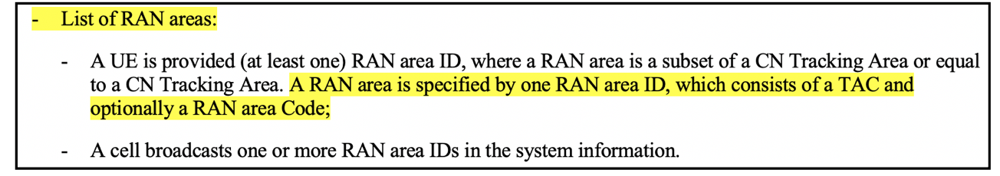 - List of RAN areas:
- A UE is provided (at least one) RAN area ID, where a RAN area is a subset of a CN Tracking Area or equal
to a CN Tracking Area. A RAN area is specified by one RAN area ID, which consists of a TAC and
optionally a RAN area Code;
- A cell broadcasts one or more RAN area IDs in the system information.